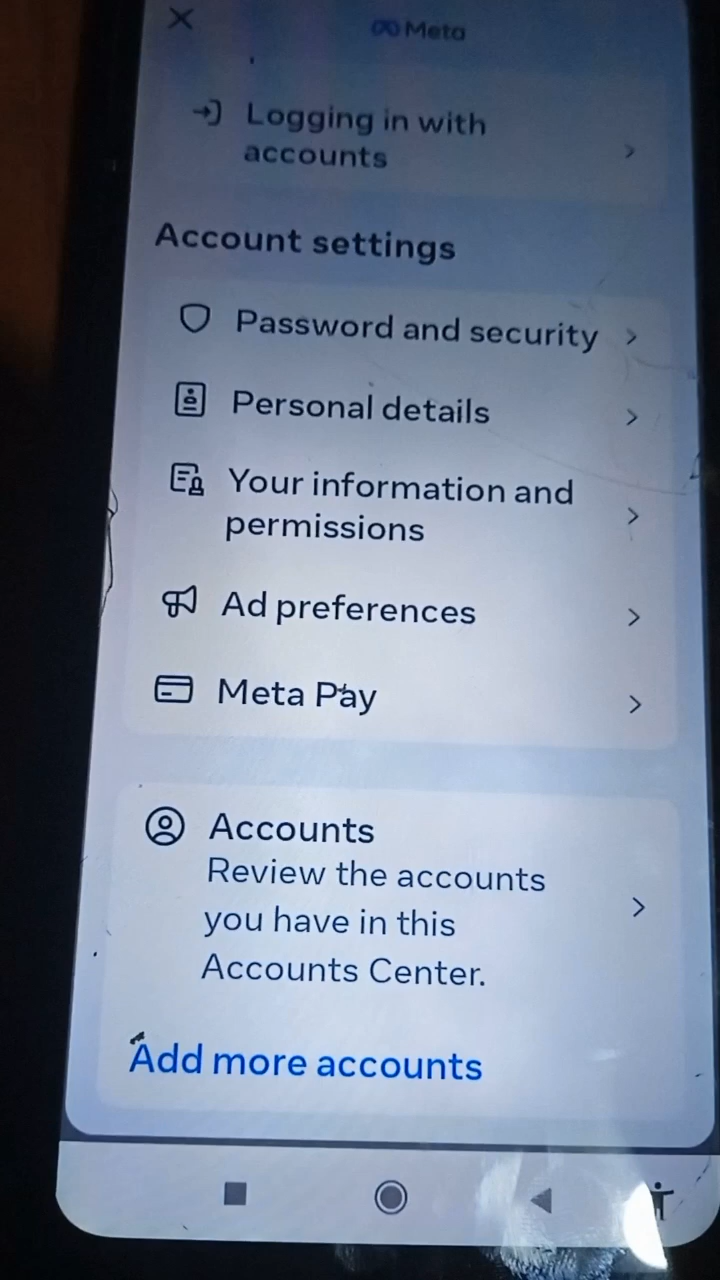 Meta
Logging in with
accounts
Account settings
Password and security
Personal details
Your information and
permissions
Ad preferences
Meta Pay
Accounts
Review the accounts
you have in this
Accounts Center.
Add more accounts